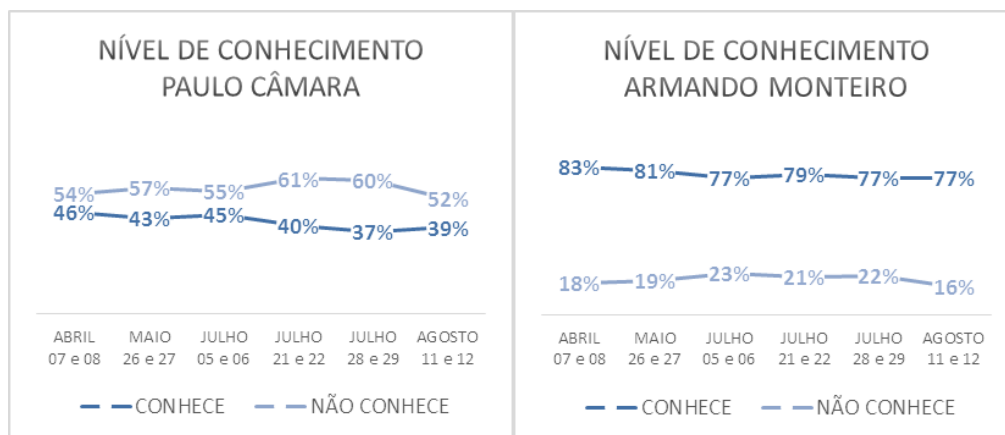 NÍVEL DE CONHECIMENTO
PAULO CÂMARA
54% 57% 55% 61% 60% 52%
46% 43% 45% 40% 37% 39%
ABRIL MAIO JULHO JULHO JULHO AGOSTO
07 e 08 26 e 27 05 e 06 21 e 22 28 e 29 11 e 12
CONHECE NÃO CONHECE
NÍVEL DE CONHECIMENTO
ARMANDO MONTEIRO
83% 81% 77% 79% 77% 77%
18% 19% 23% 21% 22% 16%
ABRIL MAIO JULHO JULHO JULHO AGOSTO
07 e 08 26 e 27 05 e 06 21 e 22 28 e 29 11 e 12
CONHECE NÃO CONHECE